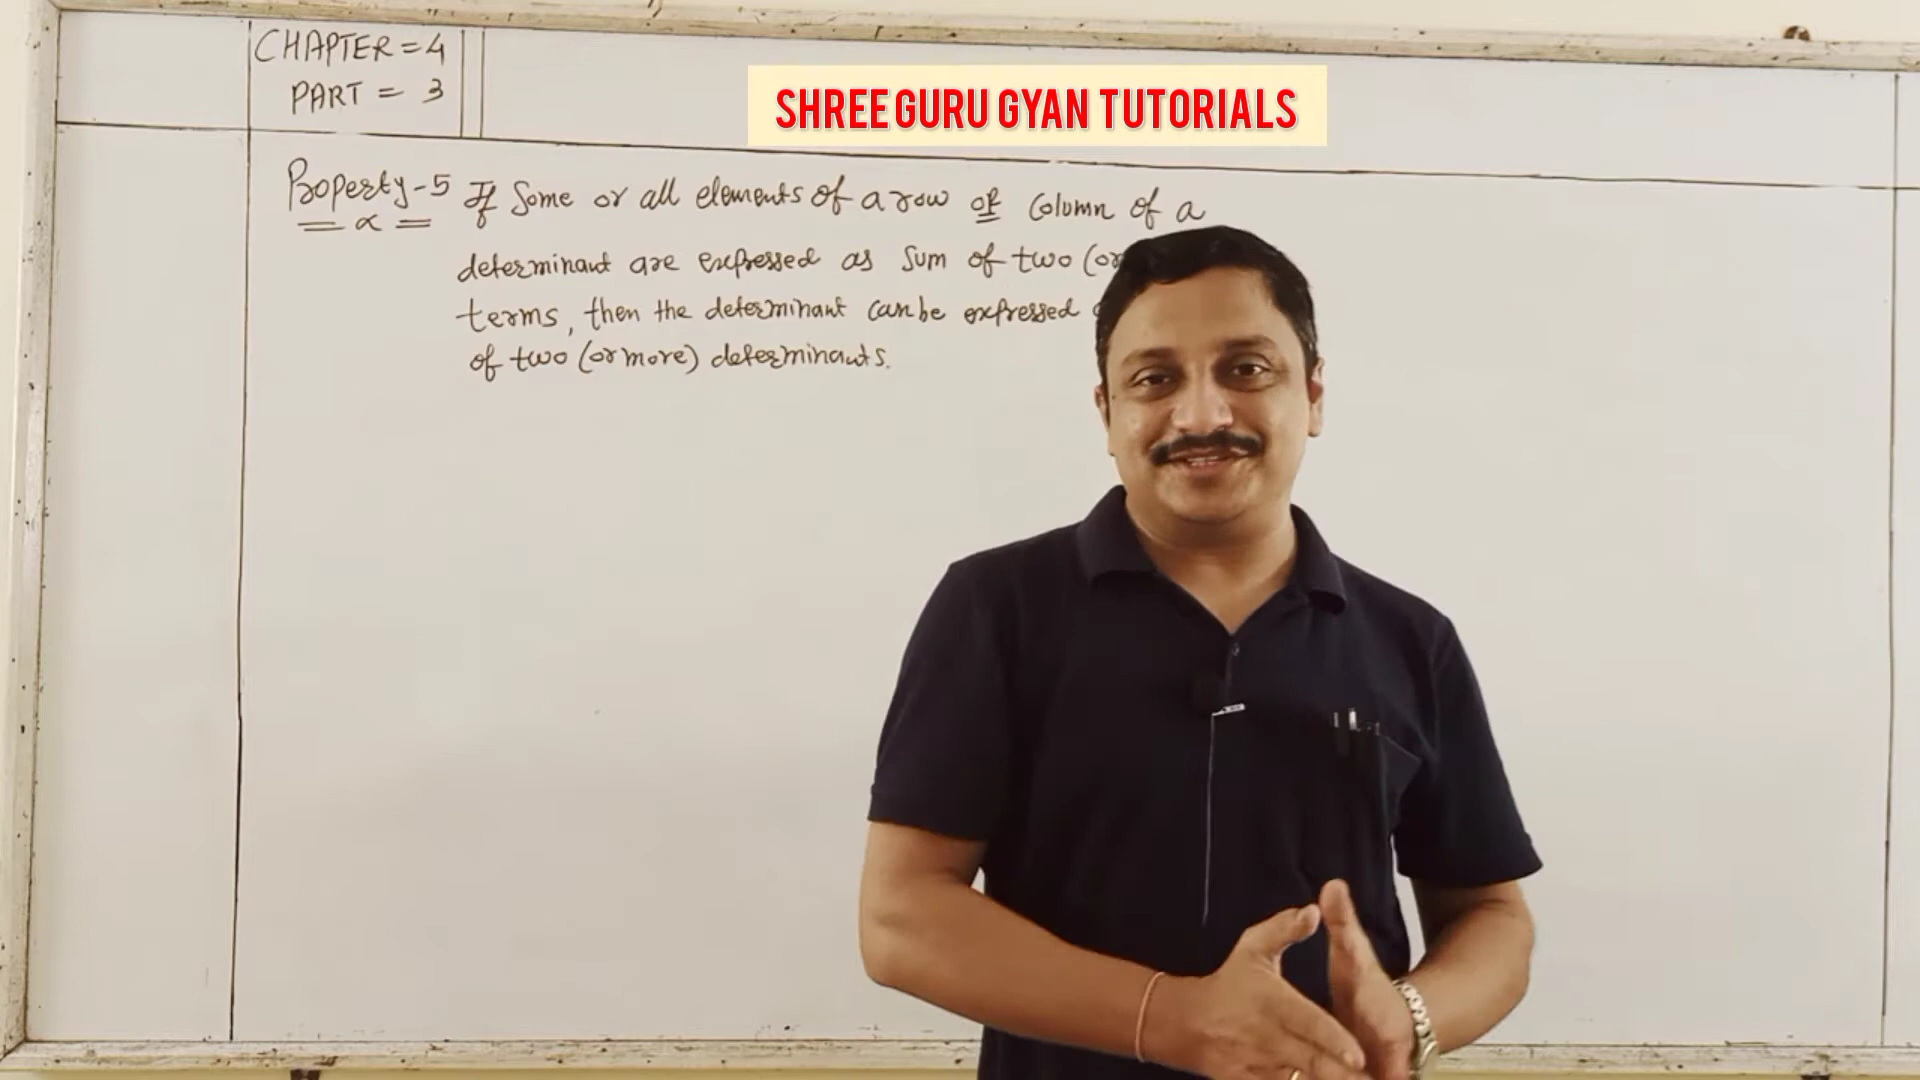 CHAPTER = 4
PART = 3
SHREE GURU GYAN TUTORIALS
Property-5 If Some or all elements of a row or Column of a
determinant are expressed as Sum of two (or
terms, then the determinant can be expressed
of two (or more) determinants.